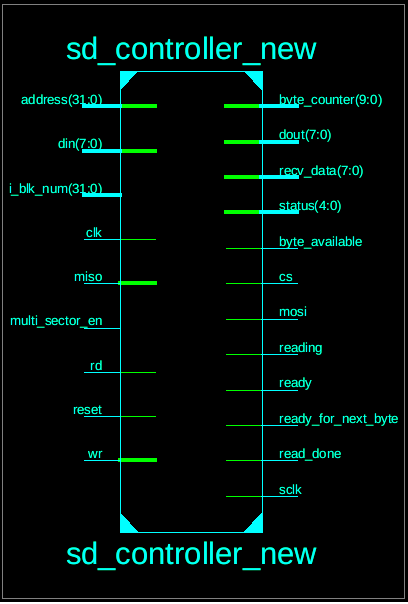 sd_controller_new
address(31:0)
din(7:0)
i_blk_num(31:0)
clk
miso
multi_sector_en
rd
reset
wr
byte_counter(9:0)
dout(7:0)
recv_data(7:0)
status(4:0)
byte_available
cs
mosi
reading
ready
ready_for_next_byte
read_done
sclk
sd_controller_new